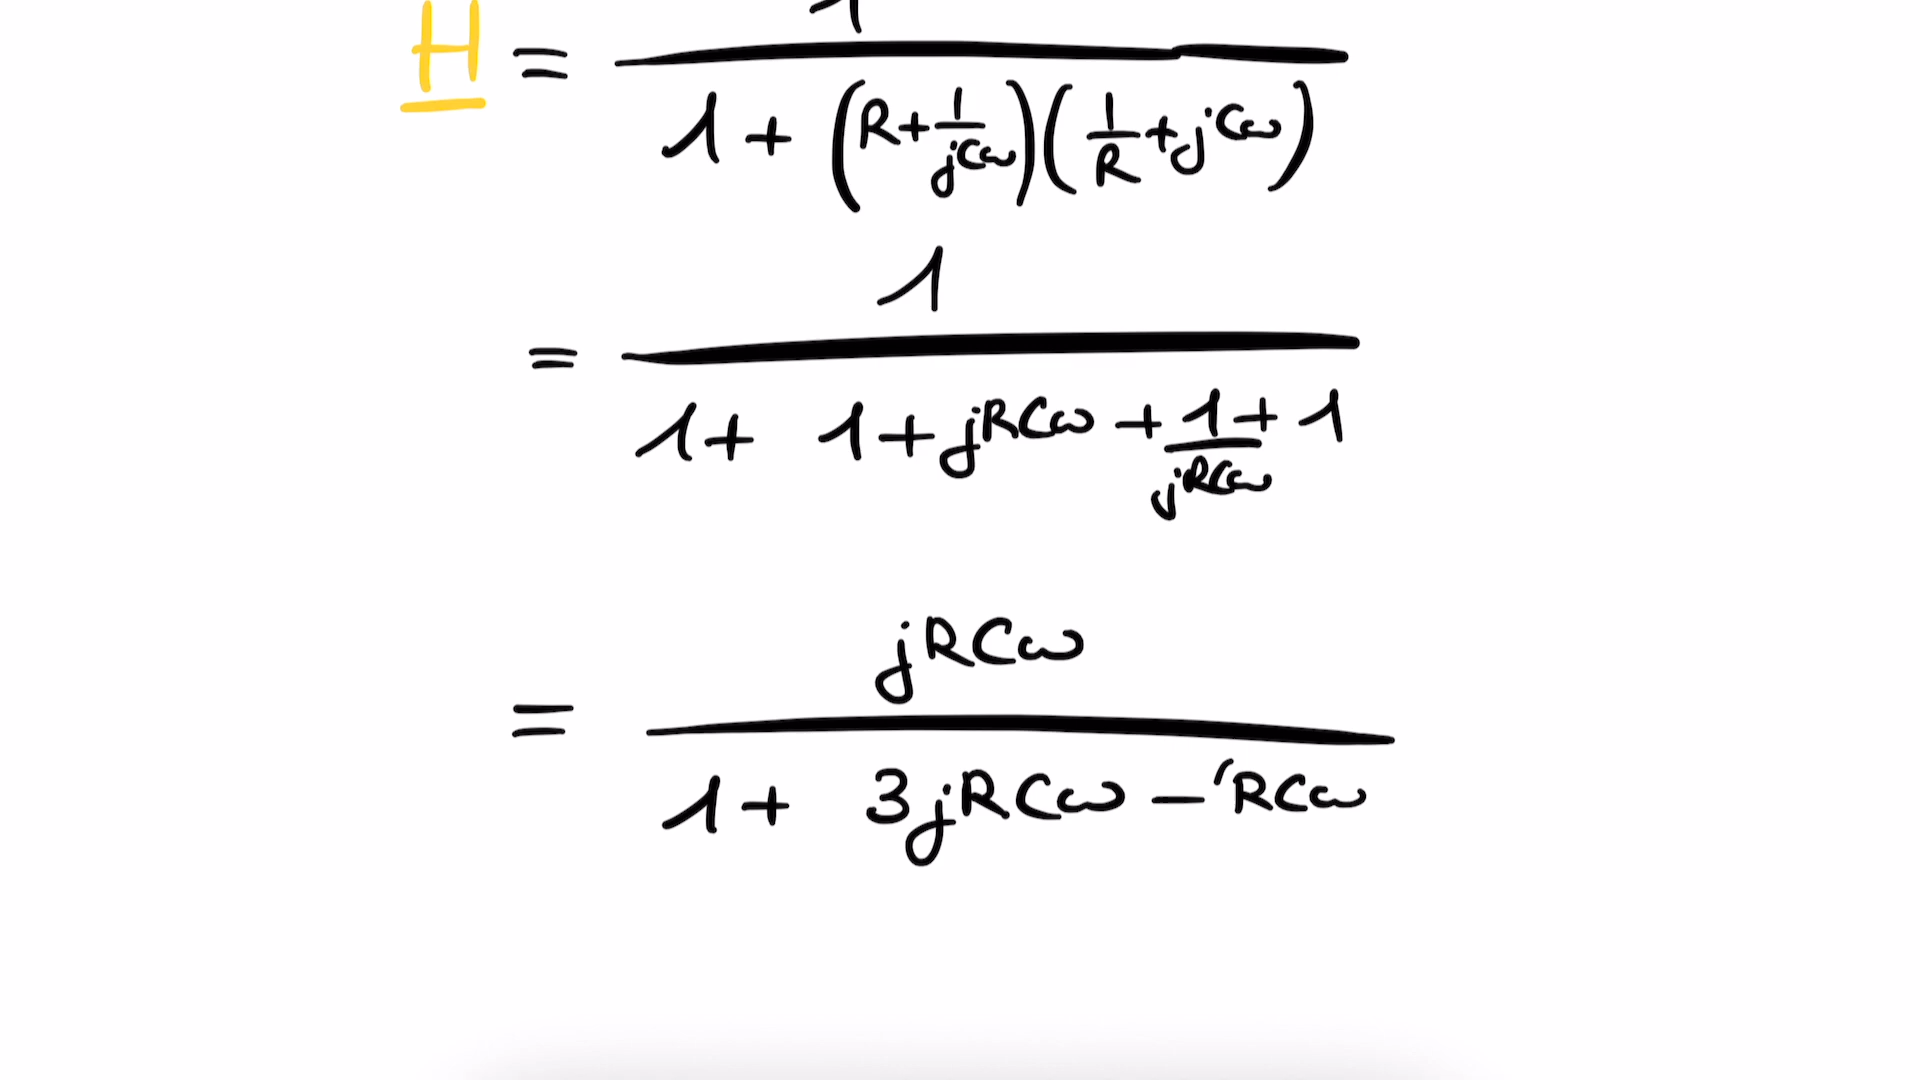 H = 1 / (1 + (R + 1/jCω)(1/R + jCω))
= 1 / (1 + 1 + jRCω + 1/jRCω + 1)
= jRCω / (1 + 3jRCω − (RCω